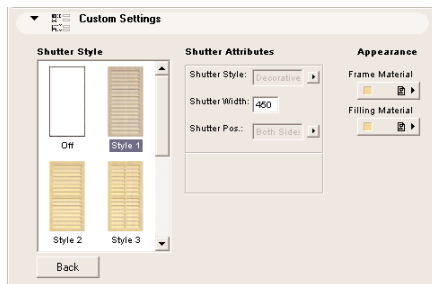 Custom Settings
Shutter Style
Off
Style 1
Style 2
Style 3
Back
Shutter Attributes
Shutter Style: Decorative
Shutter Width: 450
Shutter Pos.: Both Sides
Appearance
Frame Material
Filling Material